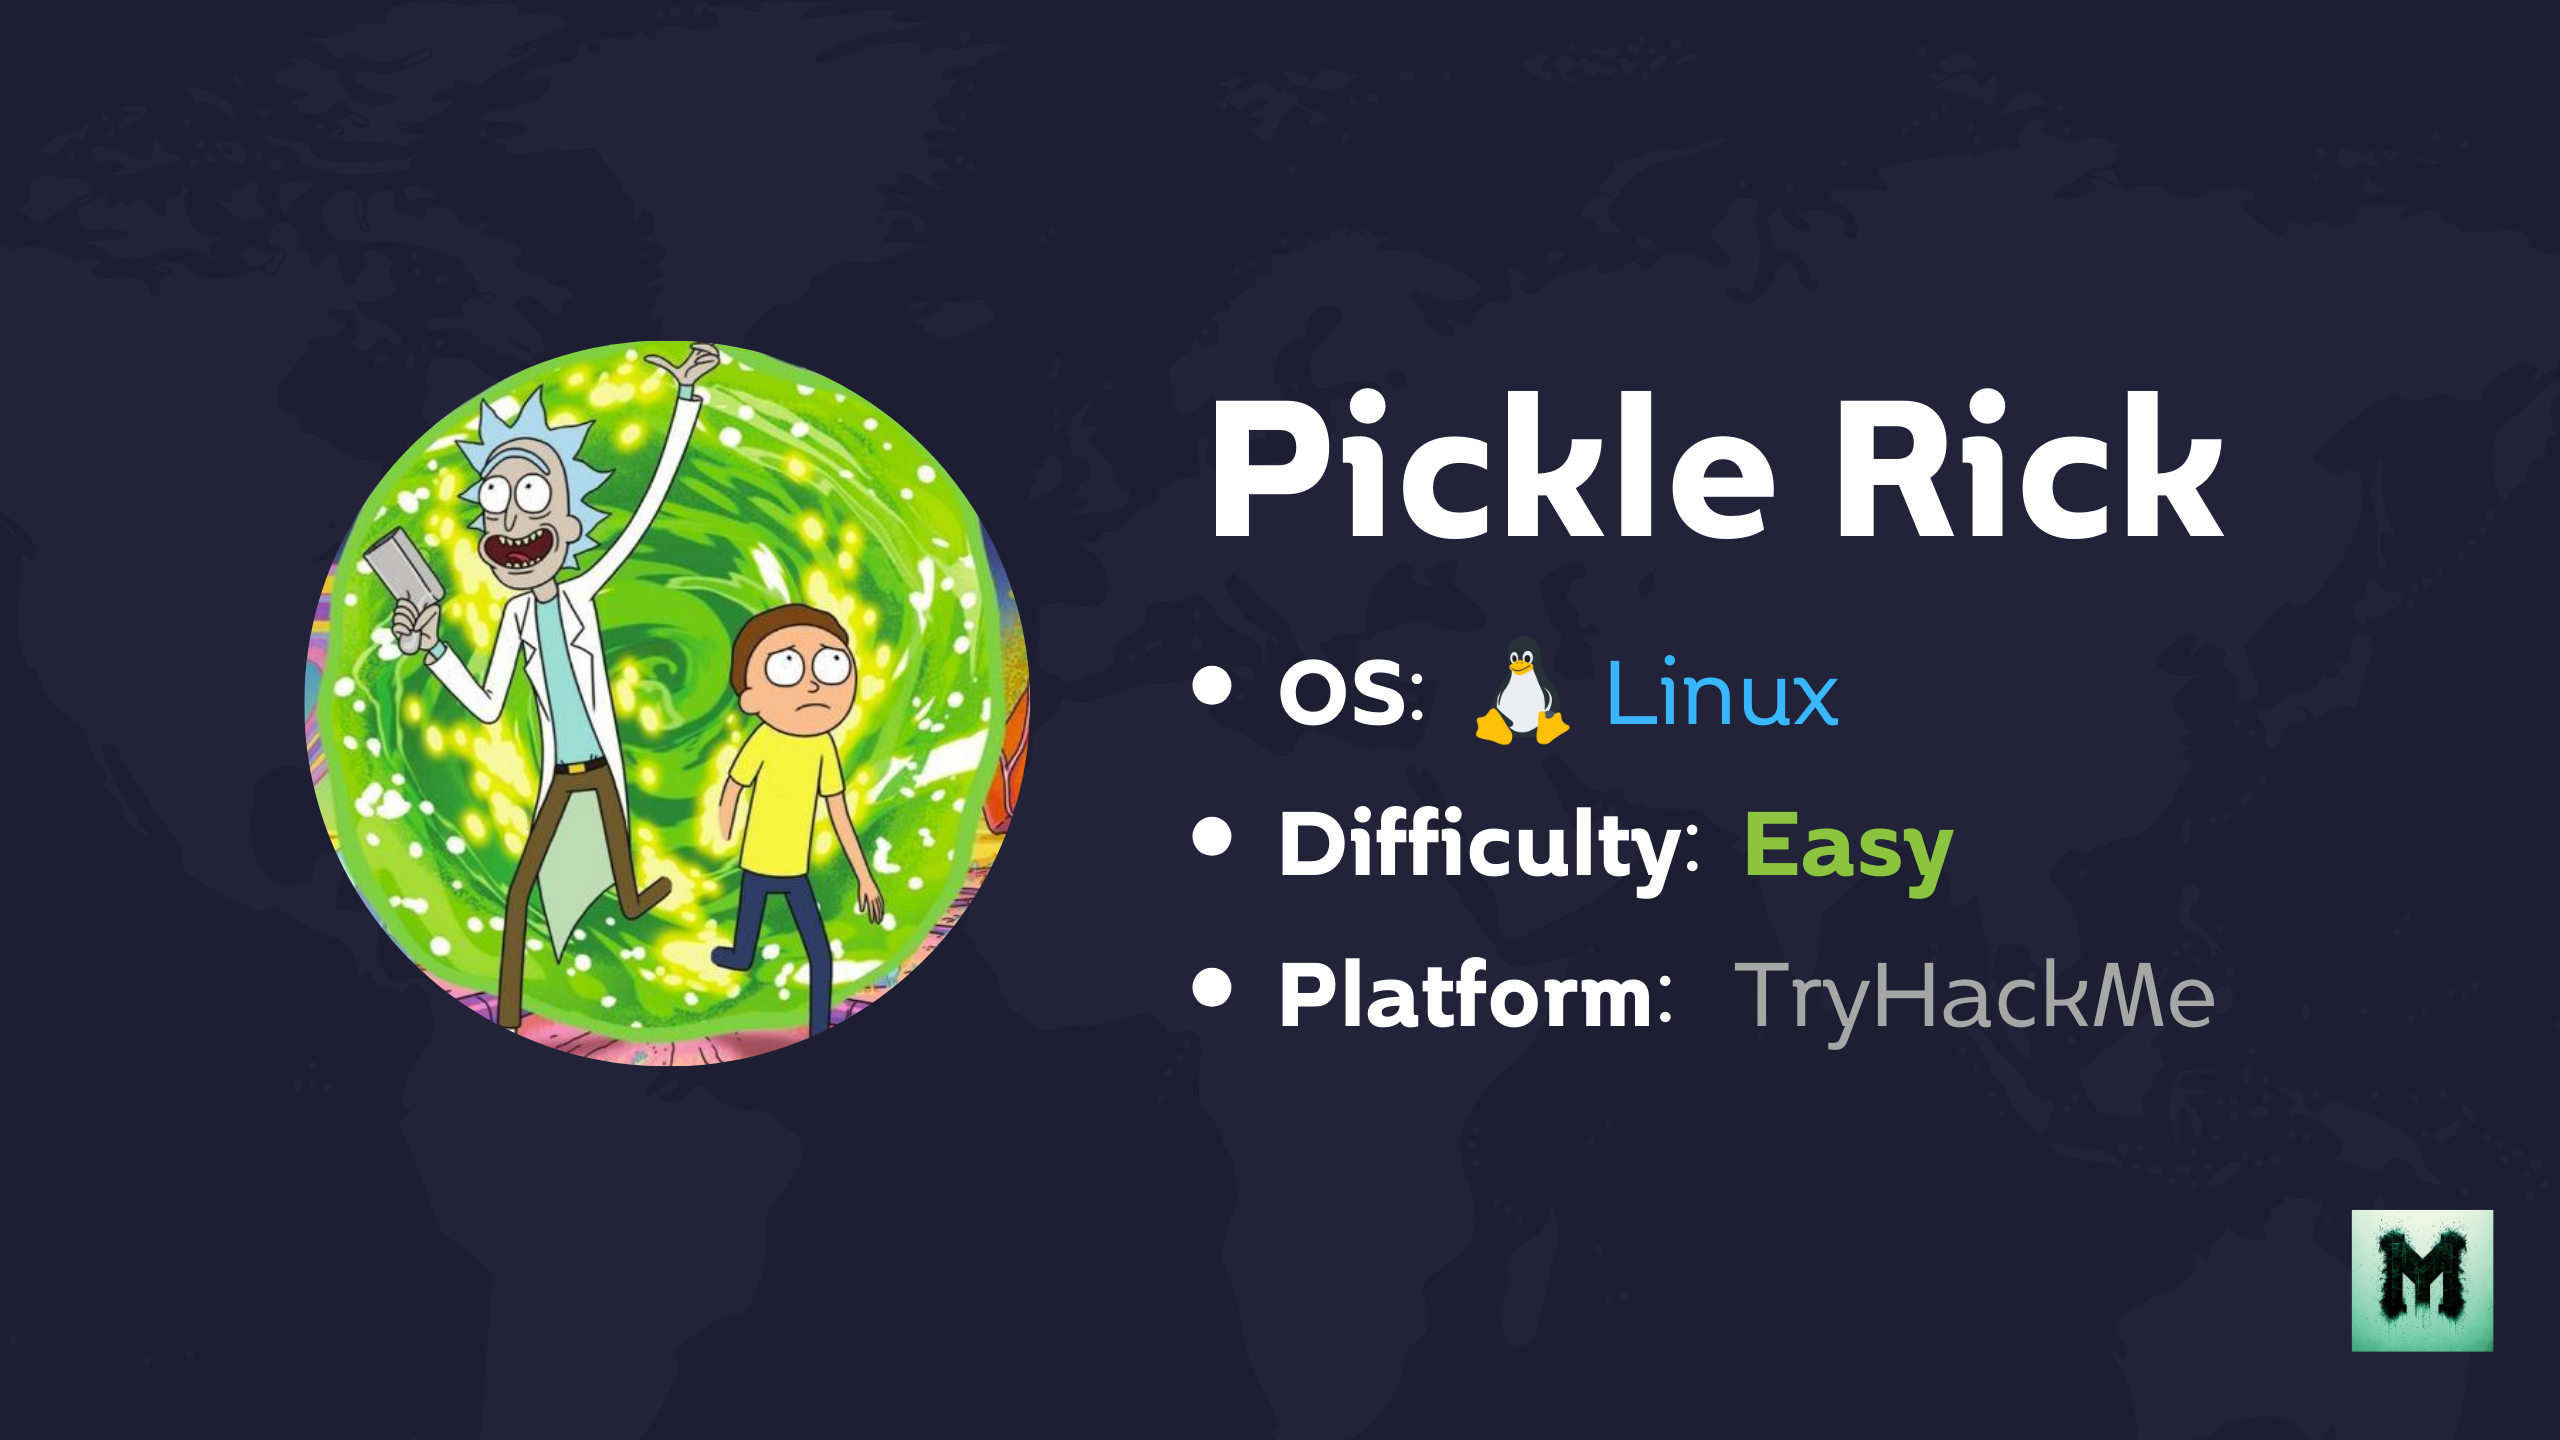 Pickle Rick
• OS: Linux
• Difficulty: Easy
• Platform: TryHackMe
M